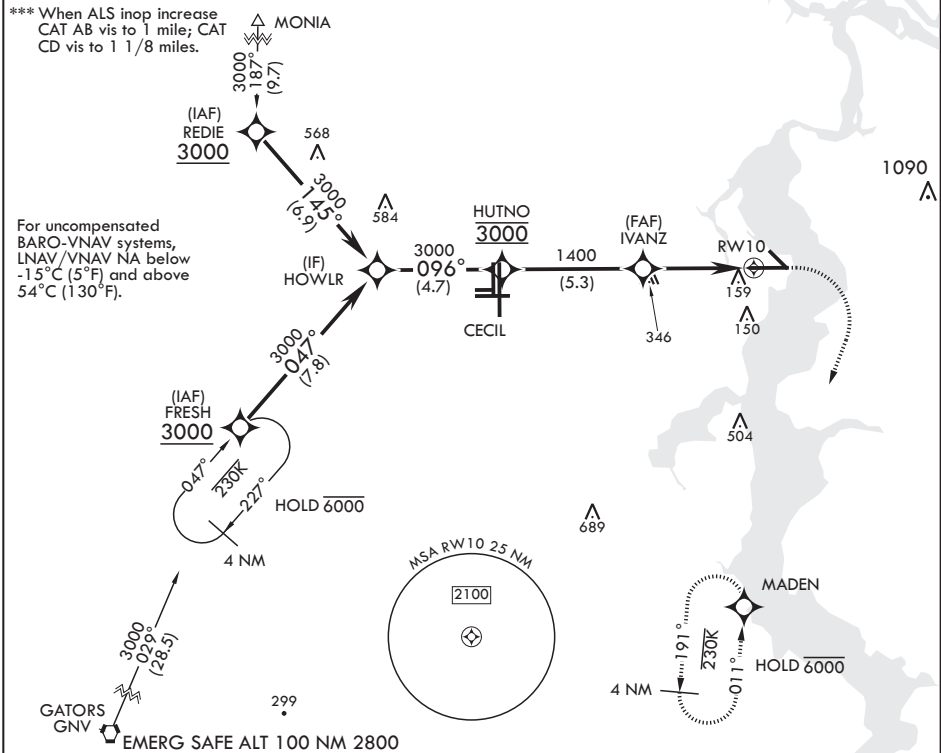 *** When ALS inop increase
CAT AB vis to 1 mile; CAT
CD vis to 1 1/8 miles.
MONIA
3000
187°
(9.7)
(IAF)
REDIE
3000
568
1090
3000
145°
(6.9)
584
For uncompensated
BARO-VNAV systems,
LNAV/VNAV NA below
-15°C (5°F) and above
54°C (130°F).
HUTNO
3000
(FAF)
IVANZ
RW10
(IF)
HOWLR
3000
096°
(4.7)
1400
(5.3)
159
150
346
CECIL
3000
047°
(7.8)
(IAF)
FRESH
3000
504
047°
230K
227°
HOLD 6000
4 NM
689
MSA RW10 25 NM
2100
MADEN
191°
230K
011°
HOLD 6000
4 NM
3000
029°
(28.5)
GATORS
GNV
299
EMERG SAFE ALT 100 NM 2800